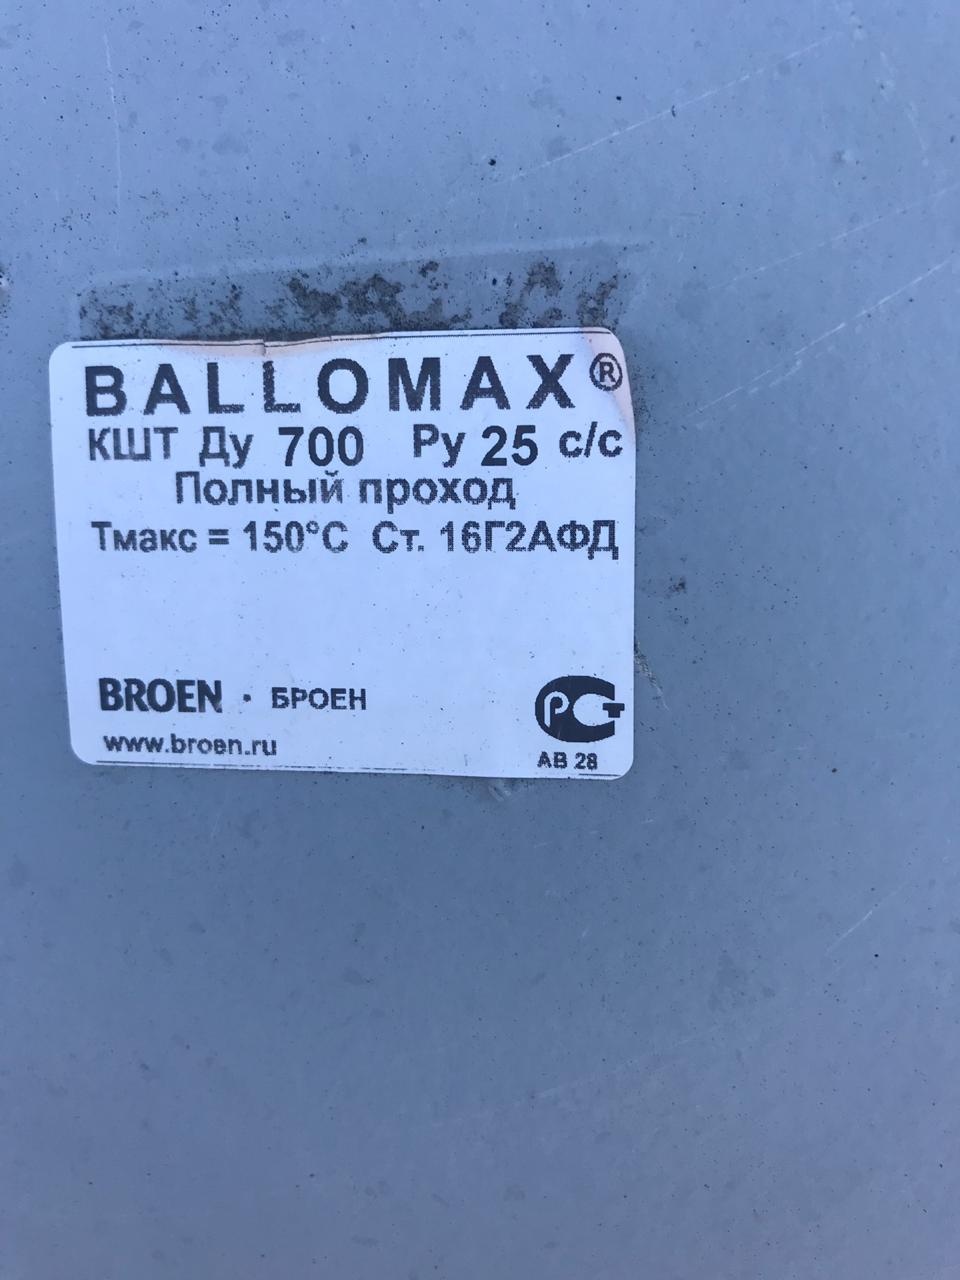 BALLOMAX®
КШТ Ду 700 Ру 25 с/с
Полный проход
Тмакс = 150°С Ст. 16Г2АФД
BROEN · БРОЕН
www.broen.ru
РСТ
АВ 28